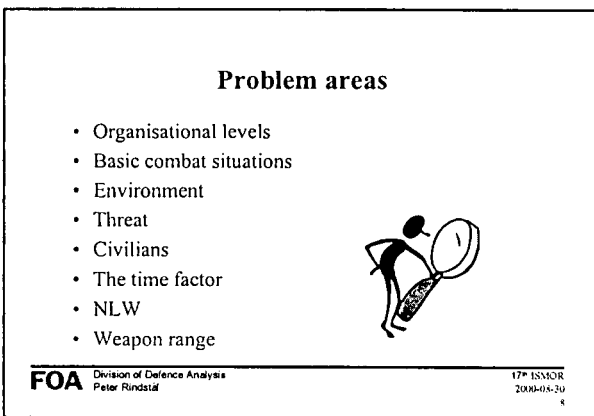 Problem areas
• Organisational levels
• Basic combat situations
• Environment
• Threat
• Civilians
• The time factor
• NLW
• Weapon range
FOA Division of Defence Analysis
Peter Rindstål
17th ISMOR
2000-08-30
8